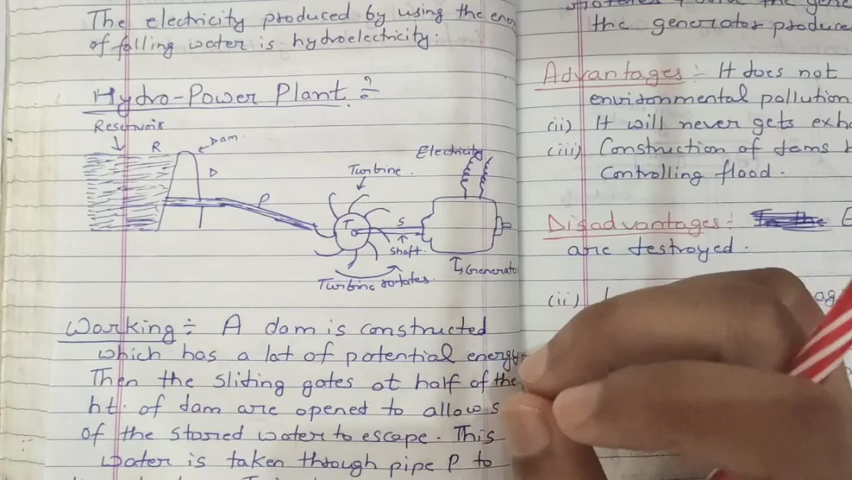 The electricity produced by using the
of falling water is hydroelectricity.
Hydro-Power Plant :-
Reservoir
R
Dam
D
P
Turbine
T
S
Shaft
Turbine rotates
Electricity
Generator
Working :- A dam is constructed
which has a lot of potential energy
Then the sliding gates at half of the
ht. of dam are opened to allow
of the stored water to escape. This
water is taken through pipe P to
the generator produce
Advantages :- It does not
environmental pollution
(ii) It will never gets
(iii) Construction of dams
controlling flood.
Disadvantages :-
are destroyed.
(ii)